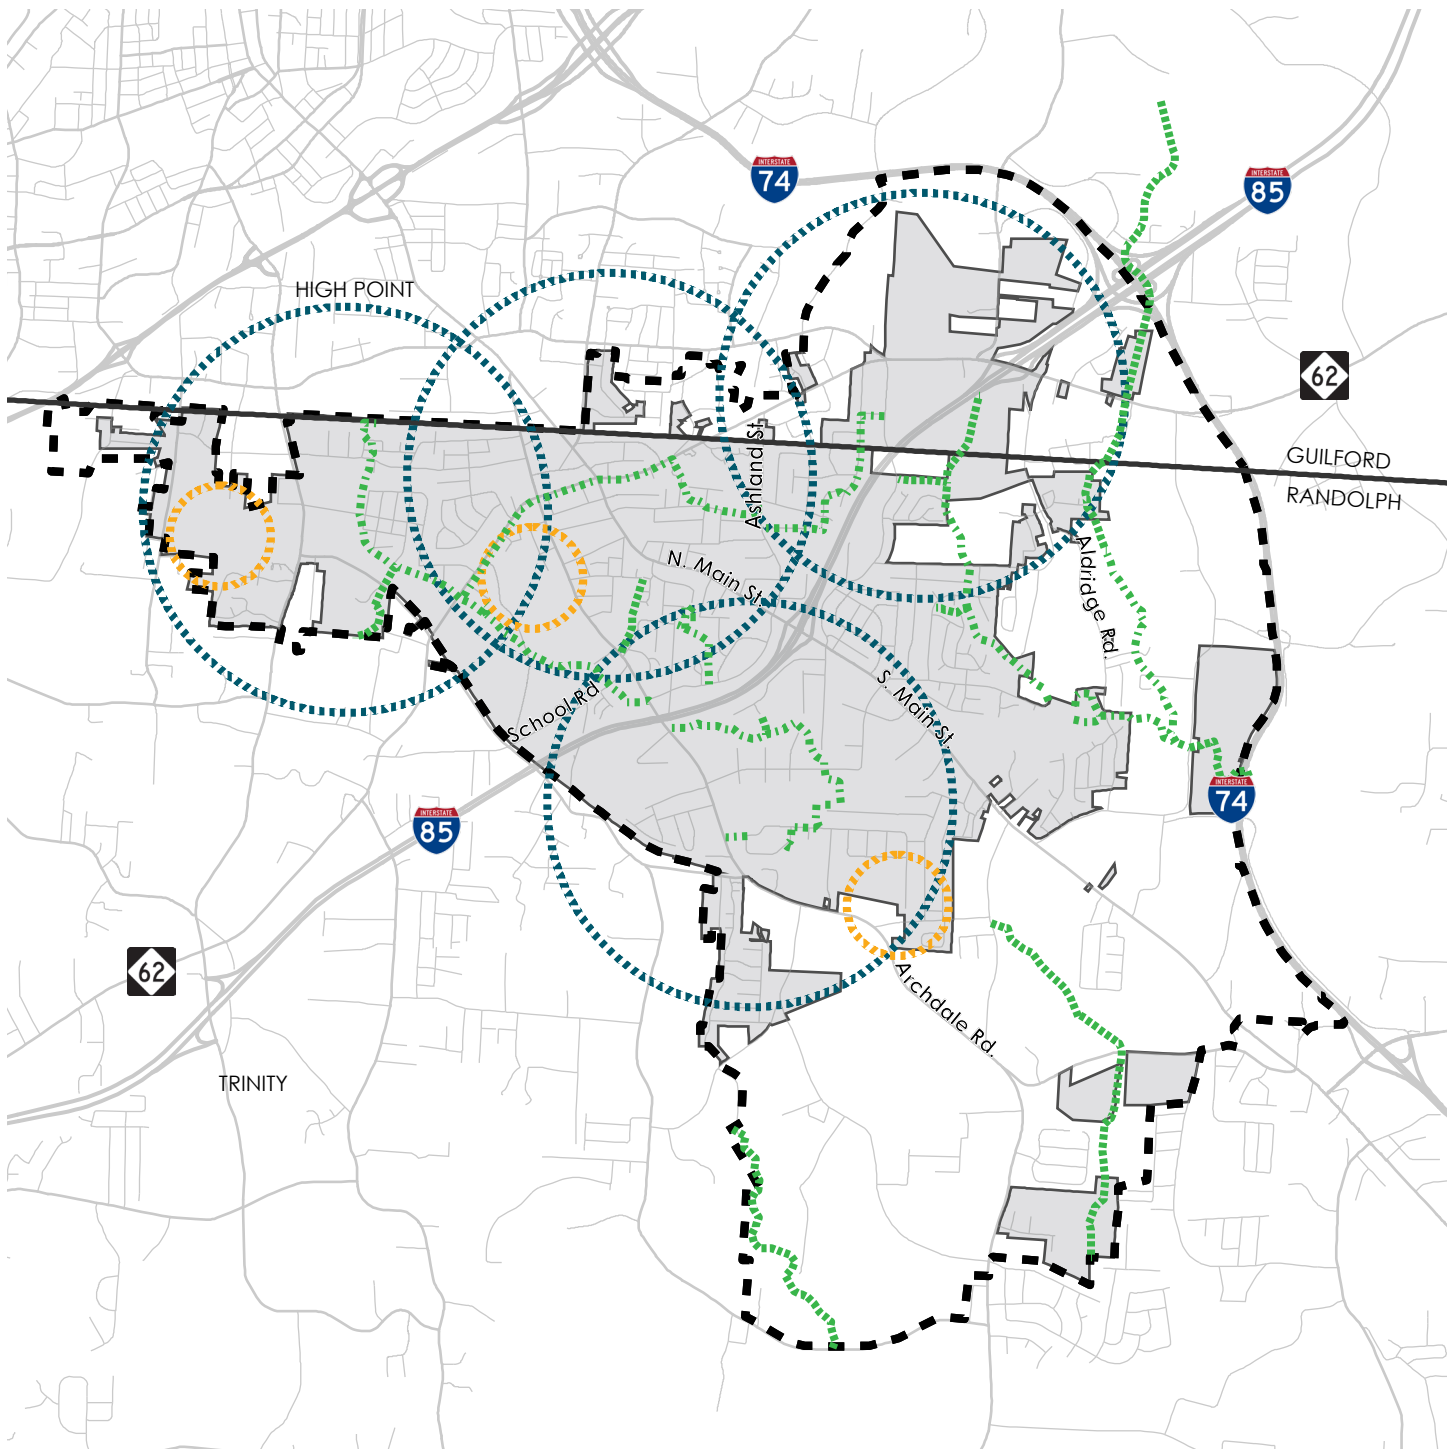 INTERSTATE
74
INTERSTATE
85
HIGH POINT
62
GUILFORD
RANDOLPH
Ashland St.
N. Main St.
Aldridge Rd.
School Rd
S. Main St.
INTERSTATE
74
INTERSTATE
85
62
Archdale Rd.
TRINITY